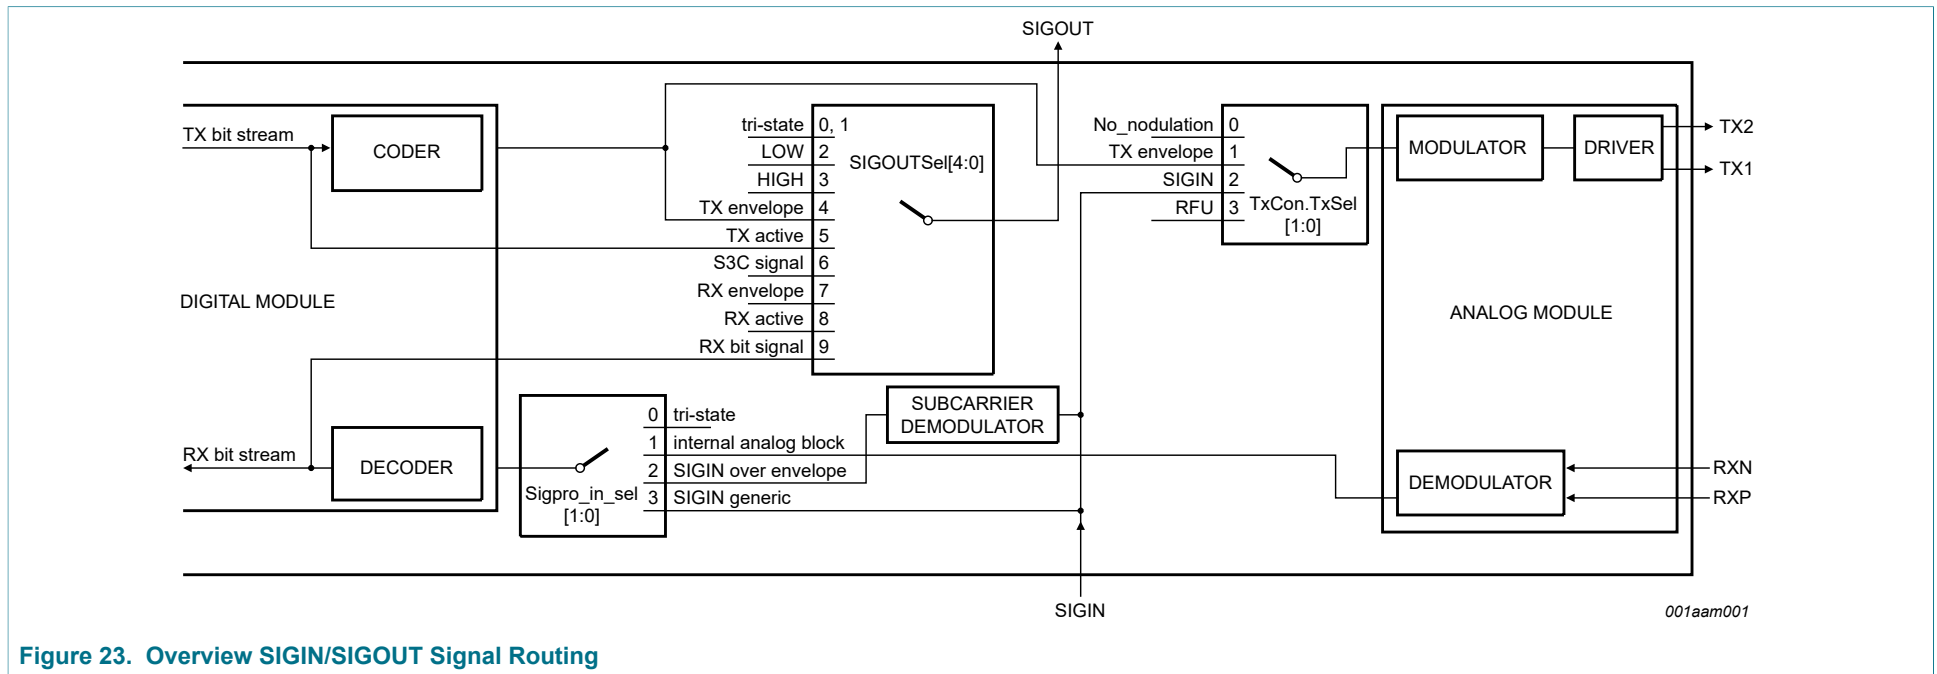 SIGOUT
TX bit stream
CODER
tri-state 0, 1
LOW 2
HIGH 3
TX envelope 4
TX active 5
S3C signal 6
RX envelope 7
RX active 8
RX bit signal 9
SIGOUTSel[4:0]
No_nodulation 0
TX envelope 1
SIGIN 2
RFU 3
TxCon.TxSel
[1:0]
MODULATOR
DRIVER
TX2
TX1
DIGITAL MODULE
ANALOG MODULE
RX bit stream
DECODER
Sigpro_in_sel
[1:0]
0 tri-state
1 internal analog block
2 SIGIN over envelope
3 SIGIN generic
SUBCARRIER
DEMODULATOR
DEMODULATOR
RXN
RXP
SIGIN
001aam001
Figure 23. Overview SIGIN/SIGOUT Signal Routing